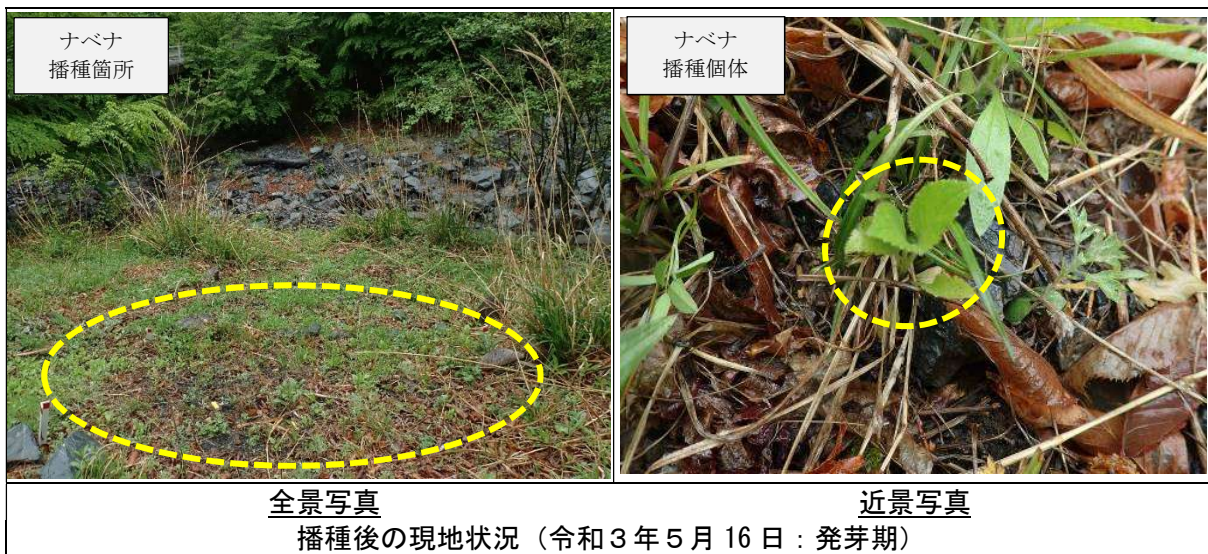 ナベナ
播種箇所
ナベナ
播種個体
全景写真
近景写真
播種後の現地状況（令和３年５月 16 日：発芽期）